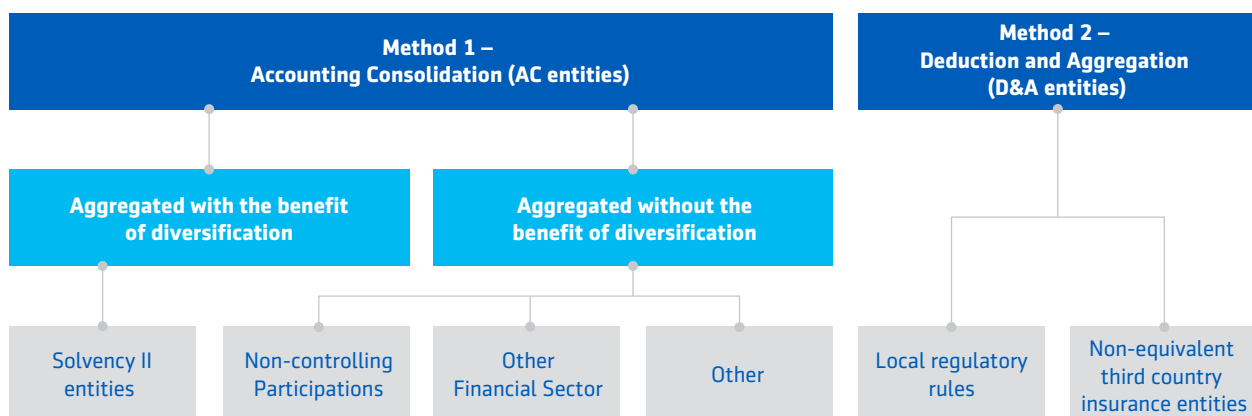 Method 1 –
Accounting Consolidation (AC entities)
Method 2 –
Deduction and Aggregation
(D&A entities)
Aggregated with the benefit
of diversification
Aggregated without the
benefit of diversification
Solvency II
entities
Non-controlling
Participations
Other
Financial Sector
Other
Local regulatory
rules
Non-equivalent
third country
insurance entities